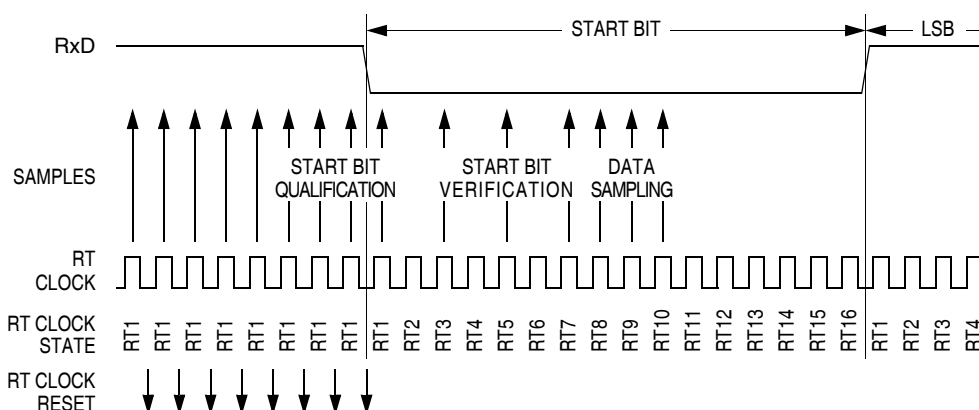 START BIT
LSB
RxD
SAMPLES
START BIT
QUALIFICATION
START BIT
VERIFICATION
DATA
SAMPLING
RT
CLOCK
RT CLOCK
STATE
RT1 RT1 RT1 RT1 RT1 RT1 RT1 RT1 RT1 RT2 RT3 RT4 RT5 RT6 RT7 RT8 RT9 RT10 RT11 RT12 RT13 RT14 RT15 RT16 RT1 RT2 RT3 RT4
RT CLOCK
RESET